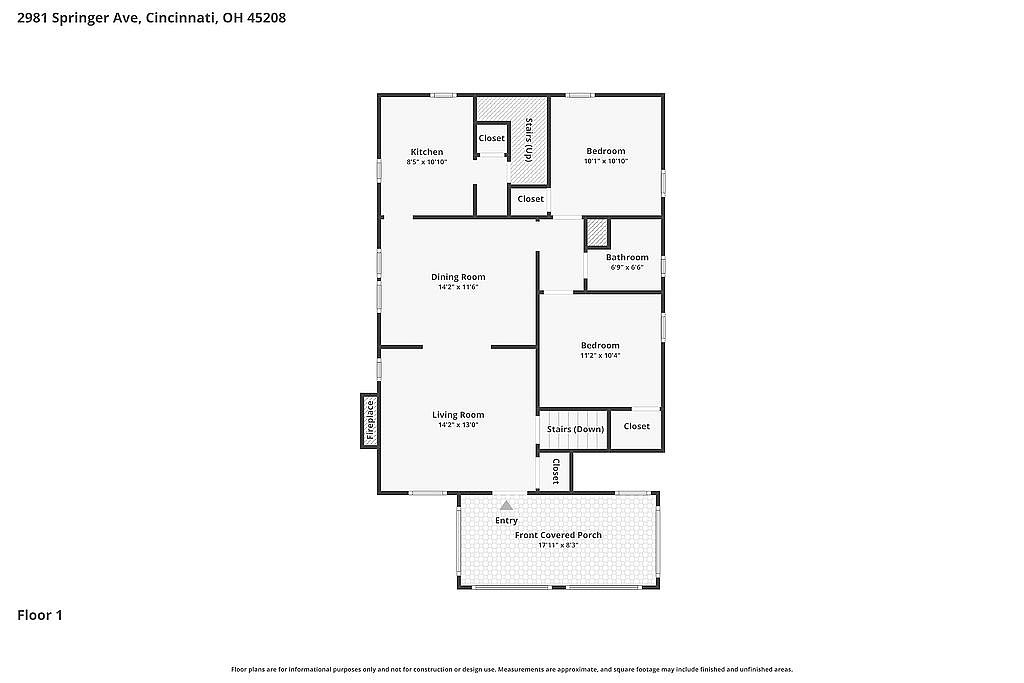 2981 Springer Ave, Cincinnati, OH 45208
Kitchen
8'5" x 10'10"
Closet
Stairs (Up)
Bedroom
10'1" x 10'10"
Closet
Bathroom
6'9" x 6'6"
Dining Room
14'2" x 11'6"
Bedroom
11'2" x 10'4"
Fireplace
Living Room
14'2" x 13'0"
Stairs (Down)
Closet
Closet
Entry
Front Covered Porch
17'11" x 8'3"
Floor 1
Floor plans are for informational purposes only and not for construction or design use. Measurements are approximate, and square footage may include finished and unfinished areas.